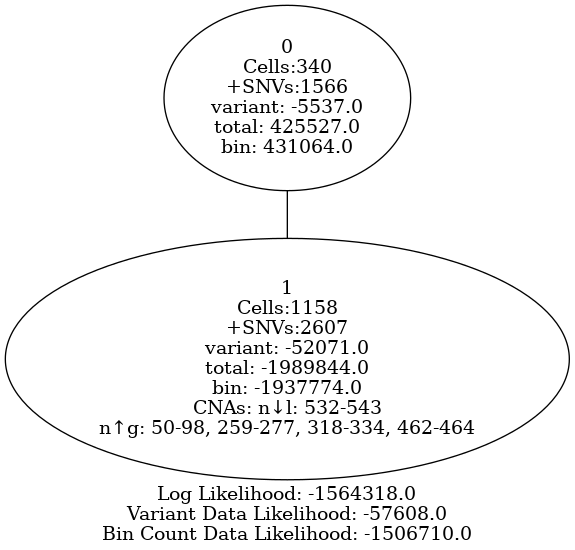 0
Cells:340
+SNVs:1566
variant: -5537.0
total: 425527.0
bin: 431064.0
1
Cells:1158
+SNVs:2607
variant: -52071.0
total: -1989844.0
bin: -1937774.0
CNAs: n↓l: 532-543
n↑g: 50-98, 259-277, 318-334, 462-464
Log Likelihood: -1564318.0
Variant Data Likelihood: -57608.0
Bin Count Data Likelihood: -1506710.0